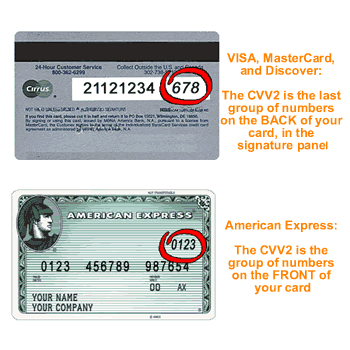 24-Hour Customer Service
800-362-6299
Collect Outside the U.S. and Canada
302-738-
Cirrus
21121234
678
NOT VALID UNLESS SIGNED
AUTHORIZED SIGNATURE
If you find this card, please cut it in half and return it to PO Box 15021, Wilmington, DE 19850.
VISA, MasterCard,
and Discover:
The CVV2 is the last
group of numbers
on the BACK of your
card, in the
signature panel
NOT TRANSFERABLE
AMERICAN EXPRESS
0123
0123 456789 987654
00 AX
YOUR NAME
YOUR COMPANY
American Express:
The CVV2 is the
group of numbers
on the FRONT of
your card